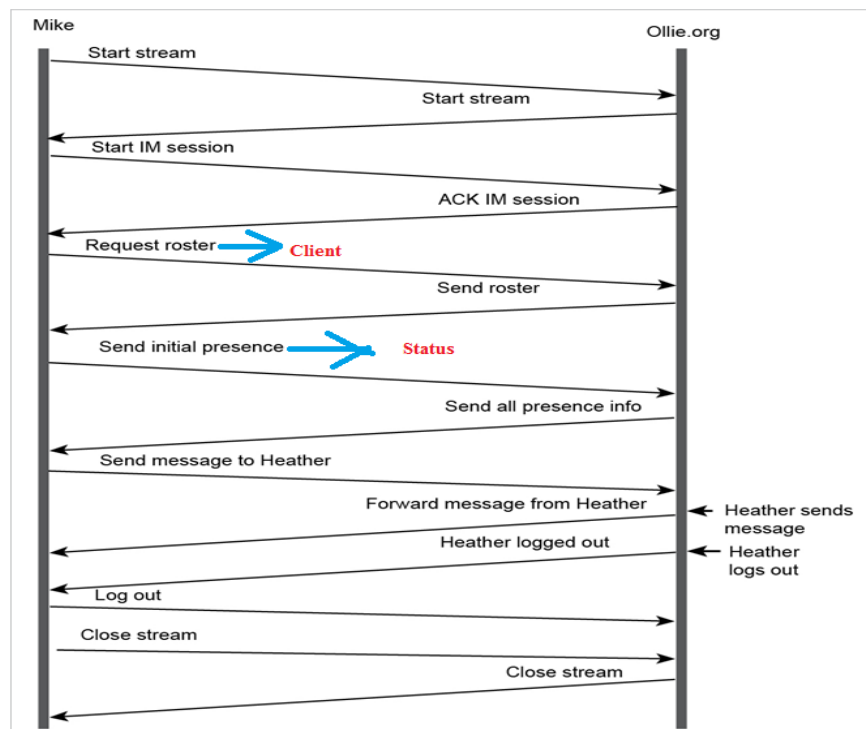 Mike
Ollie.org
Start stream
Start stream
Start IM session
ACK IM session
Request roster
Client
Send roster
Send initial presence
Status
Send all presence info
Send message to Heather
Forward message from Heather
Heather sends
message
Heather logged out
Heather
logs out
Log out
Close stream
Close stream